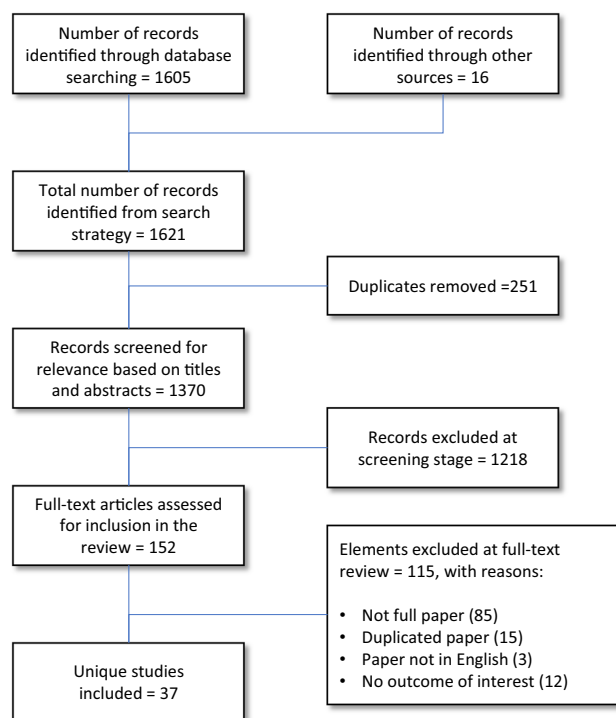 Number of records
identified through database
searching = 1605
Number of records
identified through other
sources = 16
Total number of records
identified from search
strategy = 1621
Duplicates removed =251
Records screened for
relevance based on titles
and abstracts = 1370
Records excluded at
screening stage = 1218
Full-text articles assessed
for inclusion in the
review = 152
Elements excluded at full-text
review = 115, with reasons:
• Not full paper (85)
• Duplicated paper (15)
• Paper not in English (3)
• No outcome of interest (12)
Unique studies
included = 37